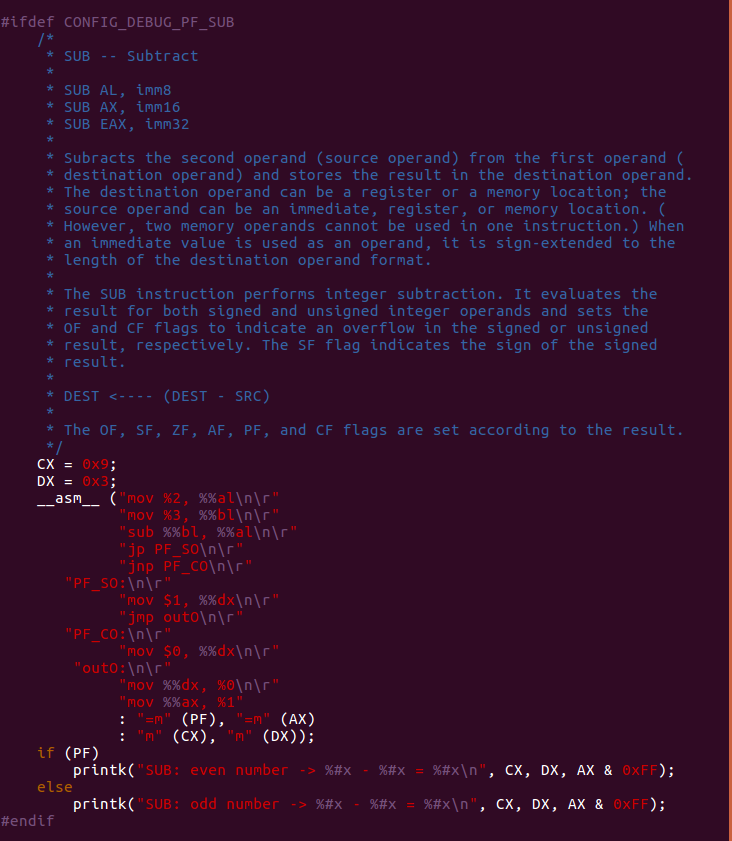 #ifdef CONFIG_DEBUG_PF_SUB
    /*
     * SUB -- Subtract
     *
     * SUB AL, imm8
     * SUB AX, imm16
     * SUB EAX, imm32
     *
     * Subracts the second operand (source operand) from the first operand (
     * destination operand) and stores the result in the destination operand.
     * The destination operand can be a register or a memory location; the
     * source operand can be an immediate, register, or memory location. (
     * However, two memory operands cannot be used in one instruction.) When
     * an immediate value is used as an operand, it is sign-extended to the
     * length of the destination operand format.
     *
     * The SUB instruction performs integer subtraction. It evaluates the
     * result for both signed and unsigned integer operands and sets the
     * OF and CF flags to indicate an overflow in the signed or unsigned
     * result, respectively. The SF flag indicates the sign of the signed
     * result.
     *
     * DEST <---- (DEST - SRC)
     *
     * The OF, SF, ZF, AF, PF, and CF flags are set according to the result.
     */
    CX = 0x9;
    DX = 0x3;
    __asm__ ("mov %2, %%al\n\r"
             "mov %3, %%bl\n\r"
             "sub %%bl, %%al\n\r"
             "jp PF_SO\n\r"
             "jnp PF_CO\n\r"
       "PF_SO:\n\r"
             "mov $1, %%dx\n\r"
             "jmp outO\n\r"
       "PF_CO:\n\r"
             "mov $0, %%dx\n\r"
        "outO:\n\r"
             "mov %%dx, %0\n\r"
             "mov %%ax, %1"
             : "=m" (PF), "=m" (AX)
             : "m" (CX), "m" (DX));
    if (PF)
        printk("SUB: even number -> %#x - %#x = %#x\n", CX, DX, AX & 0xFF);
    else
        printk("SUB: odd number -> %#x - %#x = %#x\n", CX, DX, AX & 0xFF);
#endif